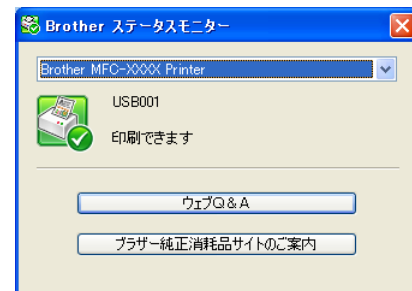 Brother ステータスモニター
Brother MFC-XXXX Printer
USB001
印刷できます
ウェブQ&A
ブラザー純正消耗品サイトのご案内